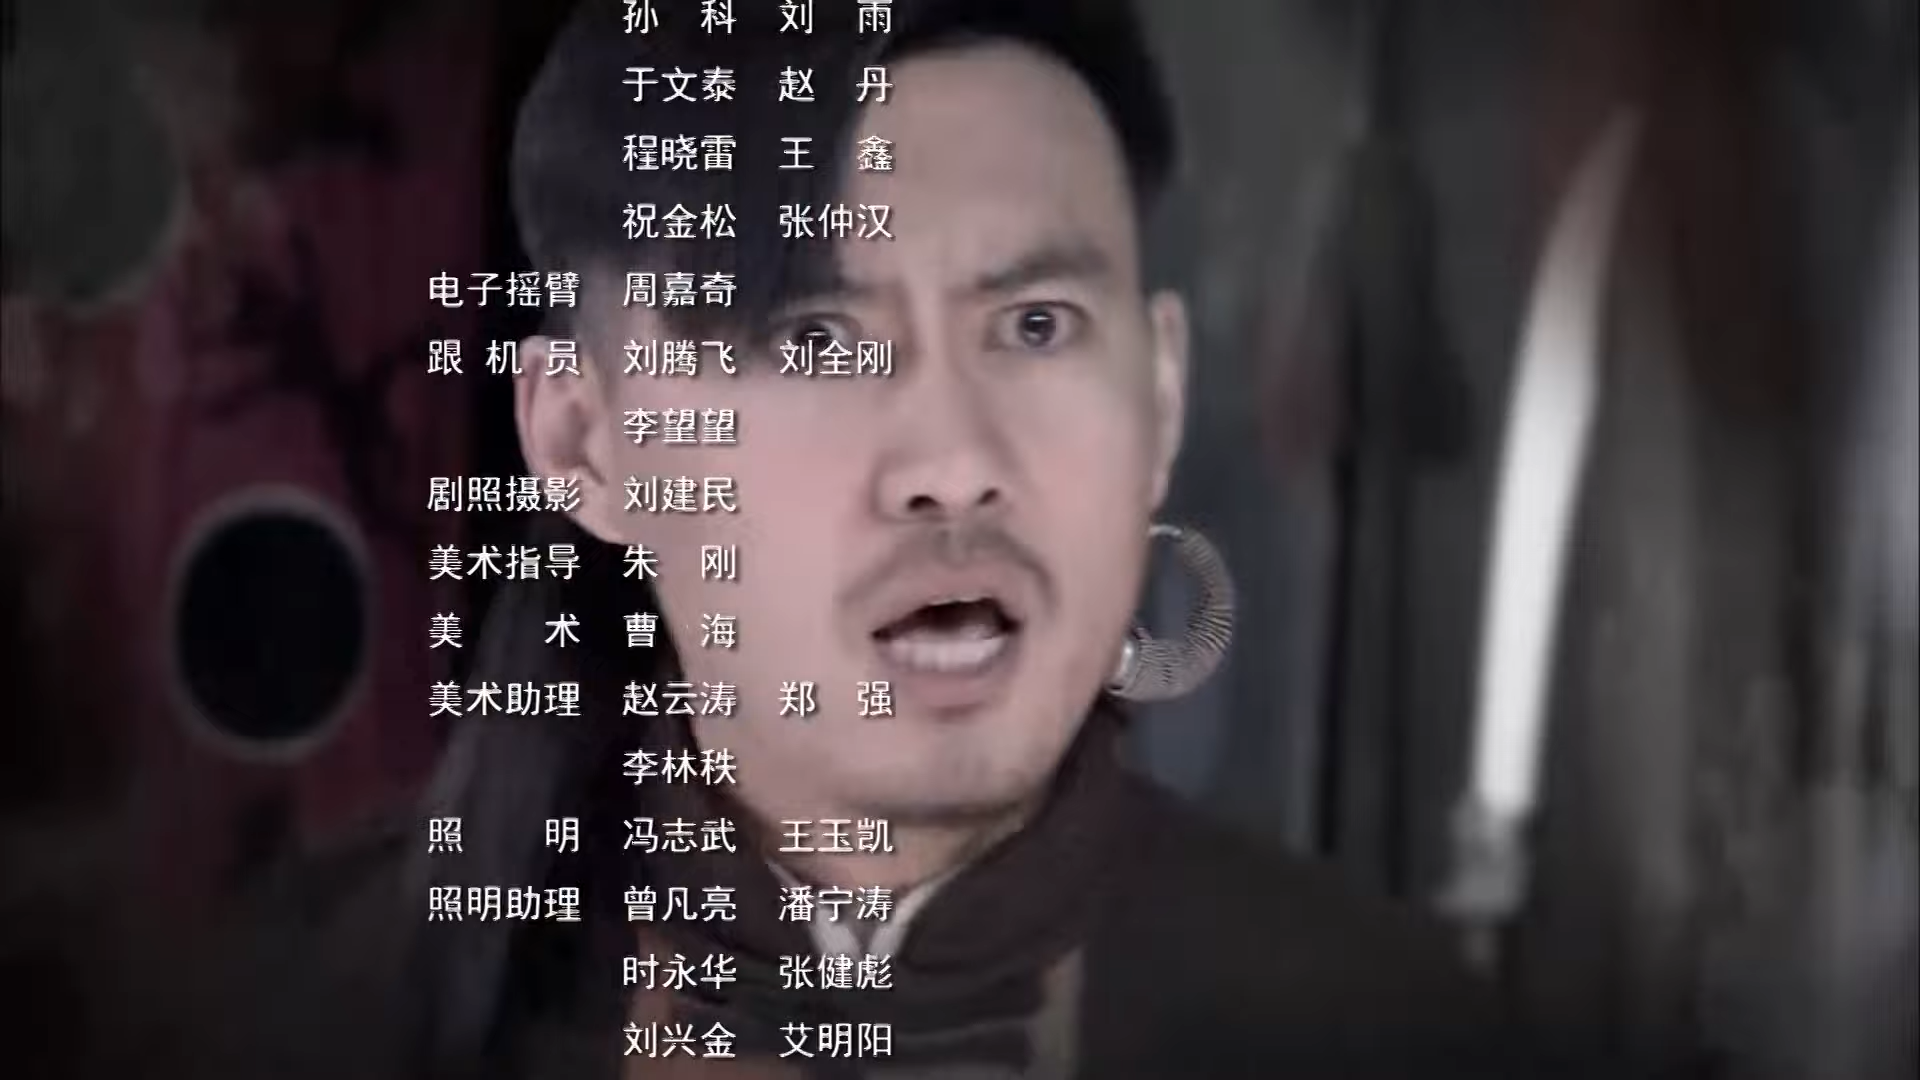 孙　科　刘　雨
于文泰　赵　丹
程晓雷　王　鑫
祝金松　张仲汉
电子摇臂　周嘉奇
跟 机 员　刘腾飞　刘全刚
李望望
剧照摄影　刘建民
美术指导　朱　刚
美　　术　曹　海
美术助理　赵云涛　郑　强
李林秩
照　　明　冯志武　王玉凯
照明助理　曾凡亮　潘宁涛
时永华　张健彪
刘兴金　艾明阳